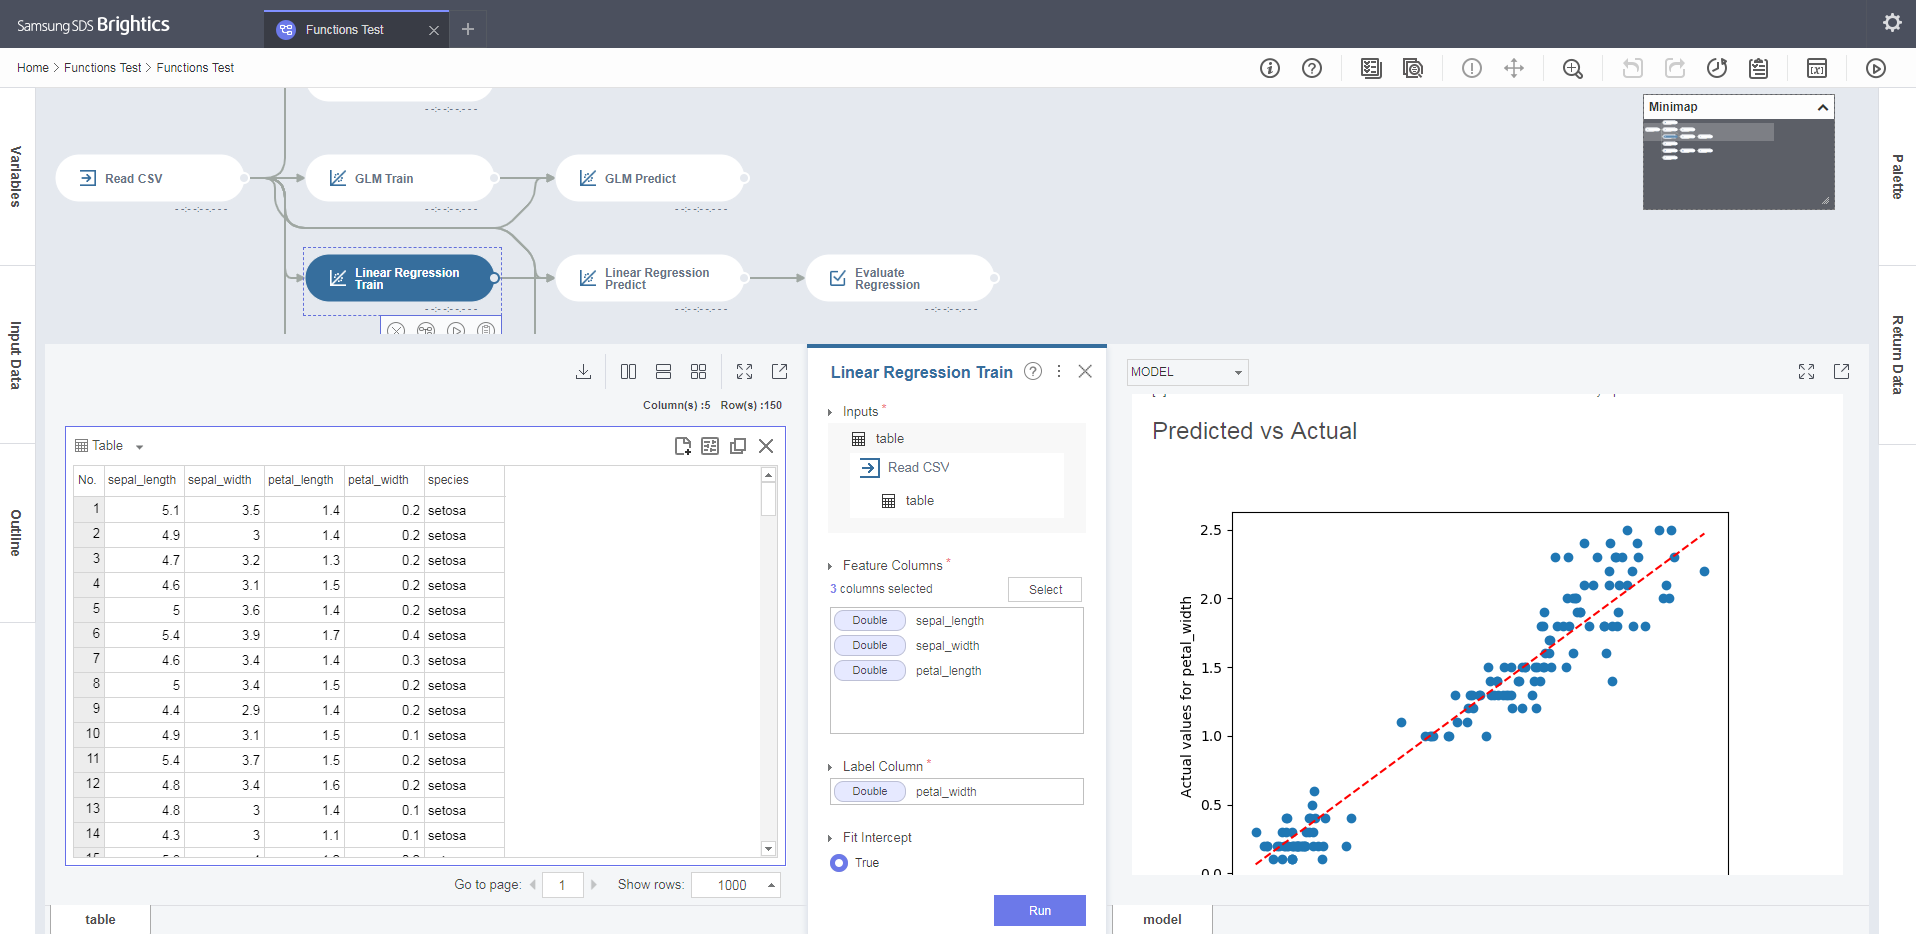 Samsung SDS Brightics
Functions Test
Home > Functions Test > Functions Test
Variables
Input Data
Outline
Palette
Return Data
Minimap
--:--:--.---
Read CSV
--:--:--.---
GLM Train
--:--:--.---
GLM Predict
--:--:--.---
Linear Regression
Train
--:--:--.---
Linear Regression
Predict
--:--:--.---
Evaluate
Regression
--:--:--.---
Column(s) :5 Row(s) :150
Table
No. sepal_length sepal_width petal_length petal_width species
1 5.1 3.5 1.4 0.2 setosa
2 4.9 3 1.4 0.2 setosa
3 4.7 3.2 1.3 0.2 setosa
4 4.6 3.1 1.5 0.2 setosa
5 5 3.6 1.4 0.2 setosa
6 5.4 3.9 1.7 0.4 setosa
7 4.6 3.4 1.4 0.3 setosa
8 5 3.4 1.5 0.2 setosa
9 4.4 2.9 1.4 0.2 setosa
10 4.9 3.1 1.5 0.1 setosa
11 5.4 3.7 1.5 0.2 setosa
12 4.8 3.4 1.6 0.2 setosa
13 4.8 3 1.4 0.1 setosa
14 4.3 3 1.1 0.1 setosa
Go to page: 1 Show rows: 1000
table
Linear Regression Train
Inputs *
table
Read CSV
table
Feature Columns *
3 columns selected
Select
Double sepal_length
Double sepal_width
Double petal_length
Label Column *
Double petal_width
Fit Intercept
True
Run
MODEL
Predicted vs Actual
Actual values for petal_width
2.5
2.0
1.5
1.0
0.5
0.0
model